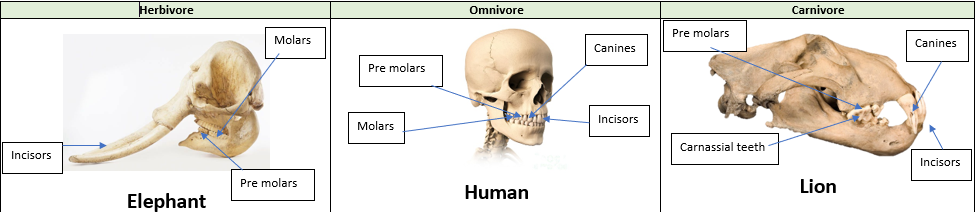 Herbivore
Omnivore
Carnivore
Molars
Incisors
Pre molars
Elephant
Canines
Pre molars
Molars
Incisors
Human
Pre molars
Canines
Carnassial teeth
Incisors
Lion